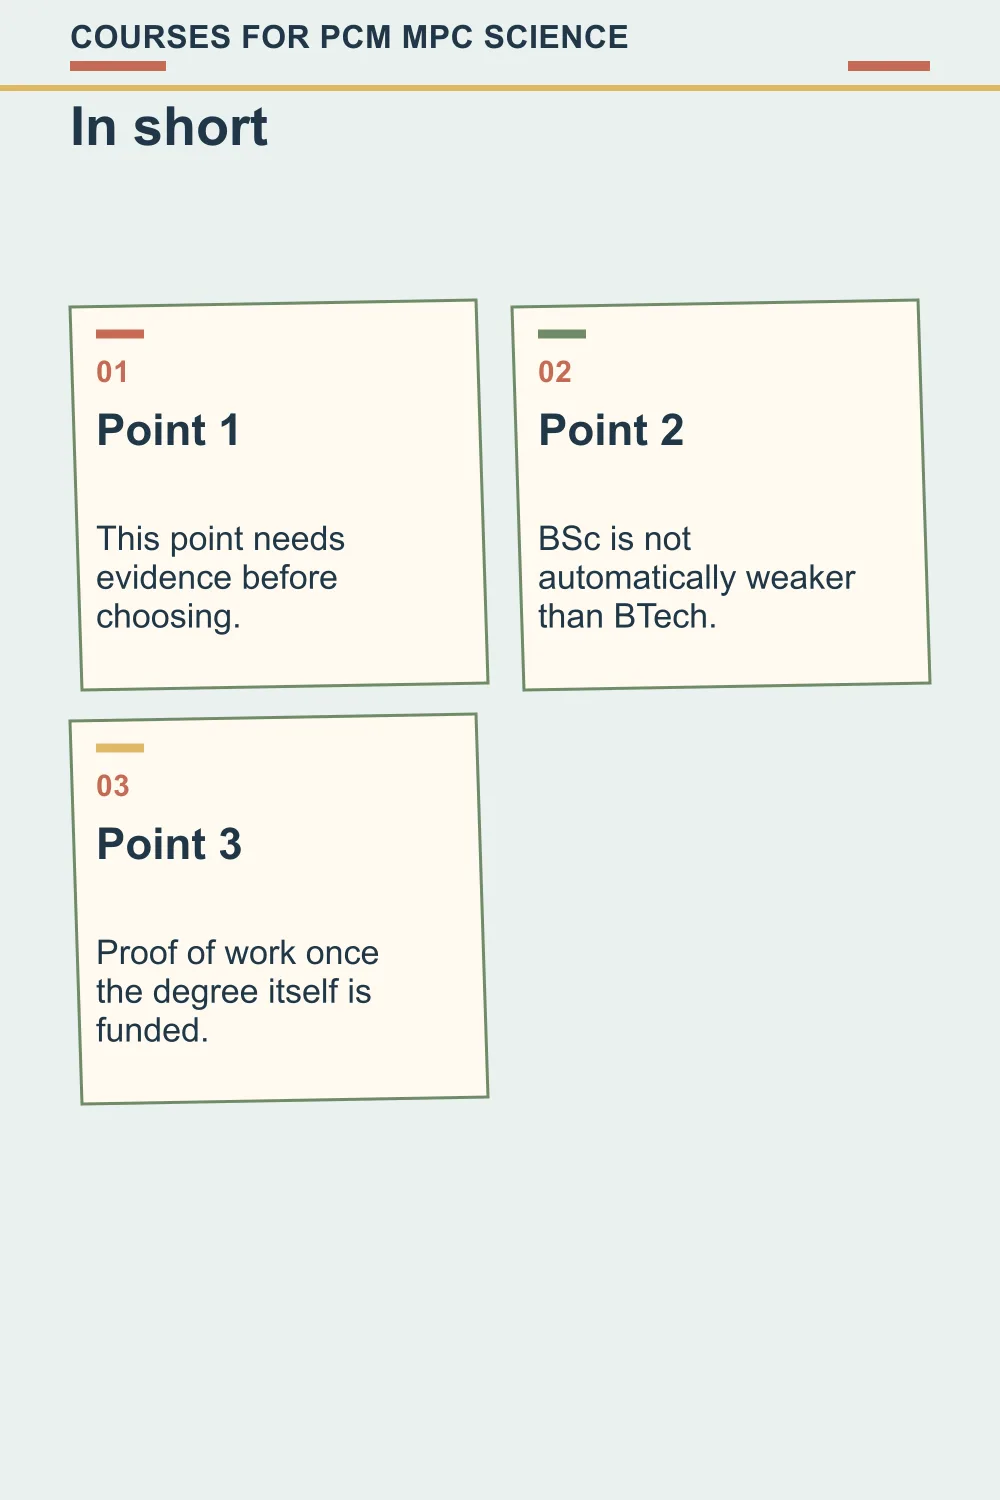 COURSES FOR PCM MPC SCIENCE
In short
01
Point 1
This point needs
evidence before
choosing.
02
Point 2
BSc is not
automatically weaker
than BTech.
03
Point 3
Proof of work once
the degree itself is
funded.